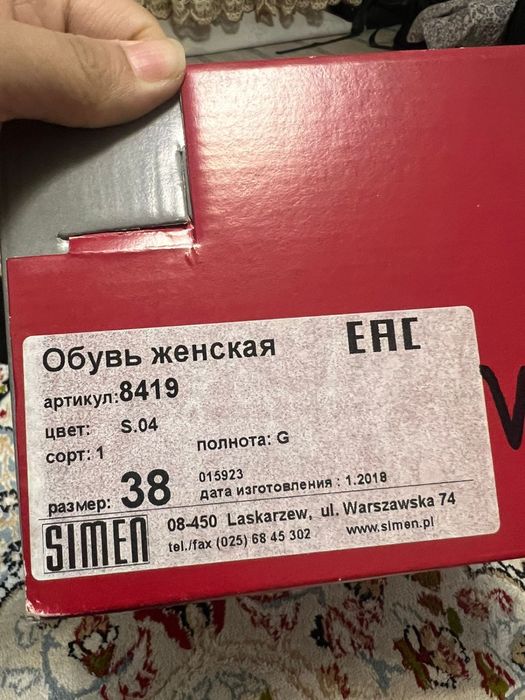 Обувь женская
EAC
артикул:8419
цвет: S.04
сорт: 1
полнота: G
015923
размер: 38
дата изготовления : 1.2018
SIMEN
08-450 Laskarzew, ul. Warszawska 74
tel./fax (025) 68 45 302
www.simen.pl